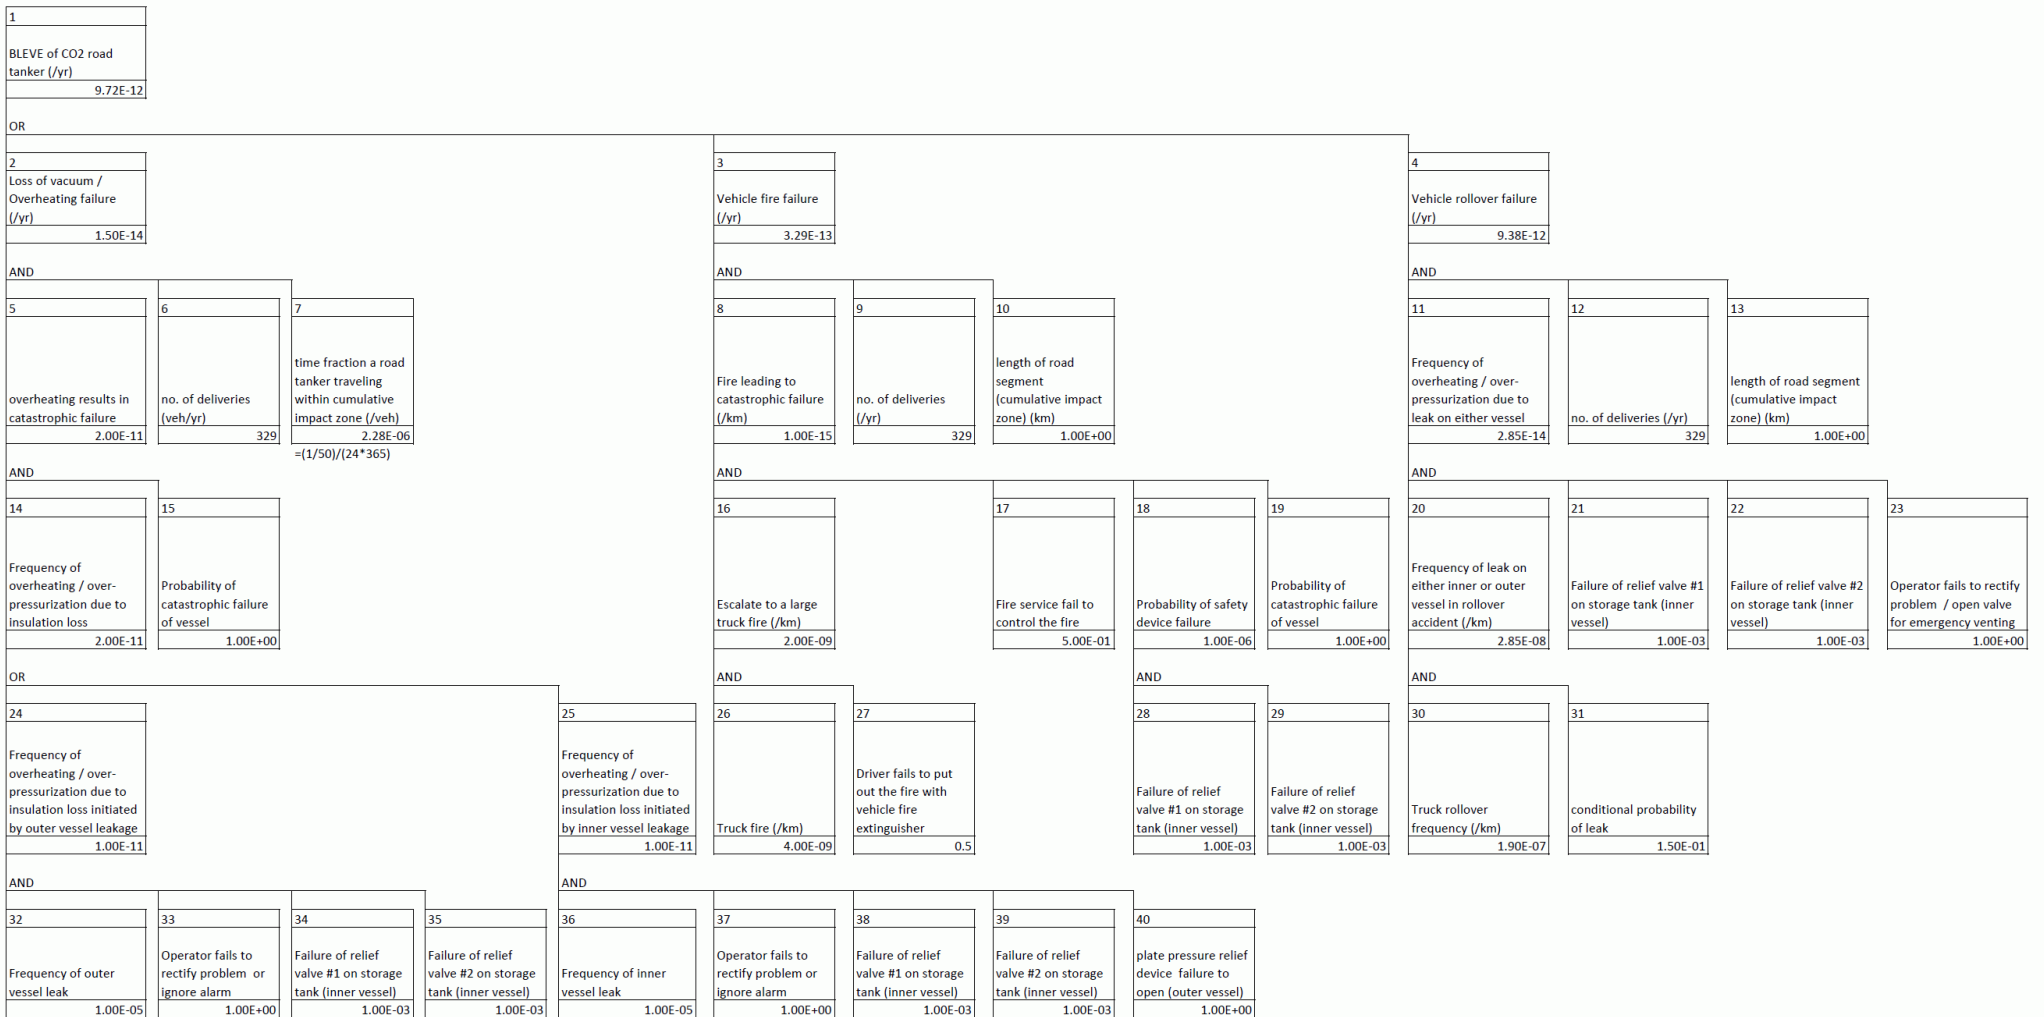 1
BLEVE of CO2 road
tanker (/yr)
9.72E-12
OR
2
Loss of vacuum /
Overheating failure
(/yr)
1.50E-14
3
Vehicle fire failure
(/yr)
3.29E-13
4
Vehicle rollover failure
(/yr)
9.38E-12
AND
AND
AND
5
overheating results in
catastrophic failure
2.00E-11
6
no. of deliveries
(veh/yr)
329
7
time fraction a road
tanker traveling
within cumulative
impact zone (/veh)
2.28E-06
=(1/50)/(24*365)
8
Fire leading to
catastrophic failure
(/km)
1.00E-15
9
no. of deliveries
(/yr)
329
10
length of road
segment
(cumulative impact
zone) (km)
1.00E+00
11
Frequency of
overheating / over-
pressurization due to
leak on either vessel
2.85E-14
12
no. of deliveries (/yr)
329
13
length of road segment
(cumulative impact
zone) (km)
1.00E+00
AND
AND
AND
14
Frequency of
overheating / over-
pressurization due to
insulation loss
2.00E-11
15
Probability of
catastrophic failure
of vessel
1.00E+00
16
Escalate to a large
truck fire (/km)
2.00E-09
17
Fire service fail to
control the fire
5.00E-01
18
Probability of safety
device failure
1.00E-06
19
Probability of
catastrophic failure
of vessel
1.00E+00
20
Frequency of leak on
either inner or outer
vessel in rollover
accident (/km)
2.85E-08
21
Failure of relief valve #1
on storage tank (inner
vessel)
1.00E-03
22
Failure of relief valve #2
on storage tank (inner
vessel)
1.00E-03
23
Operator fails to rectify
problem / open valve
for emergency venting
1.00E+00
OR
AND
AND
AND
24
Frequency of
overheating / over-
pressurization due to
insulation loss initiated
by outer vessel leakage
1.00E-11
25
Frequency of
overheating / over-
pressurization due to
insulation loss initiated
by inner vessel leakage
1.00E-11
26
Truck fire (/km)
4.00E-09
27
Driver fails to put
out the fire with
vehicle fire
extinguisher
0.5
28
Failure of relief
valve #1 on storage
tank (inner vessel)
1.00E-03
29
Failure of relief
valve #2 on storage
tank (inner vessel)
1.00E-03
30
Truck rollover
frequency (/km)
1.90E-07
31
conditional probability
of leak
1.50E-01
AND
AND
32
Frequency of outer
vessel leak
1.00E-05
33
Operator fails to
rectify problem or
ignore alarm
1.00E+00
34
Failure of relief
valve #1 on storage
tank (inner vessel)
1.00E-03
35
Failure of relief
valve #2 on storage
tank (inner vessel)
1.00E-03
36
Frequency of inner
vessel leak
1.00E-05
37
Operator fails to
rectify problem or
ignore alarm
1.00E+00
38
Failure of relief
valve #1 on storage
tank (inner vessel)
1.00E-03
39
Failure of relief
valve #2 on storage
tank (inner vessel)
1.00E-03
40
plate pressure relief
device failure to
open (outer vessel)
1.00E+00